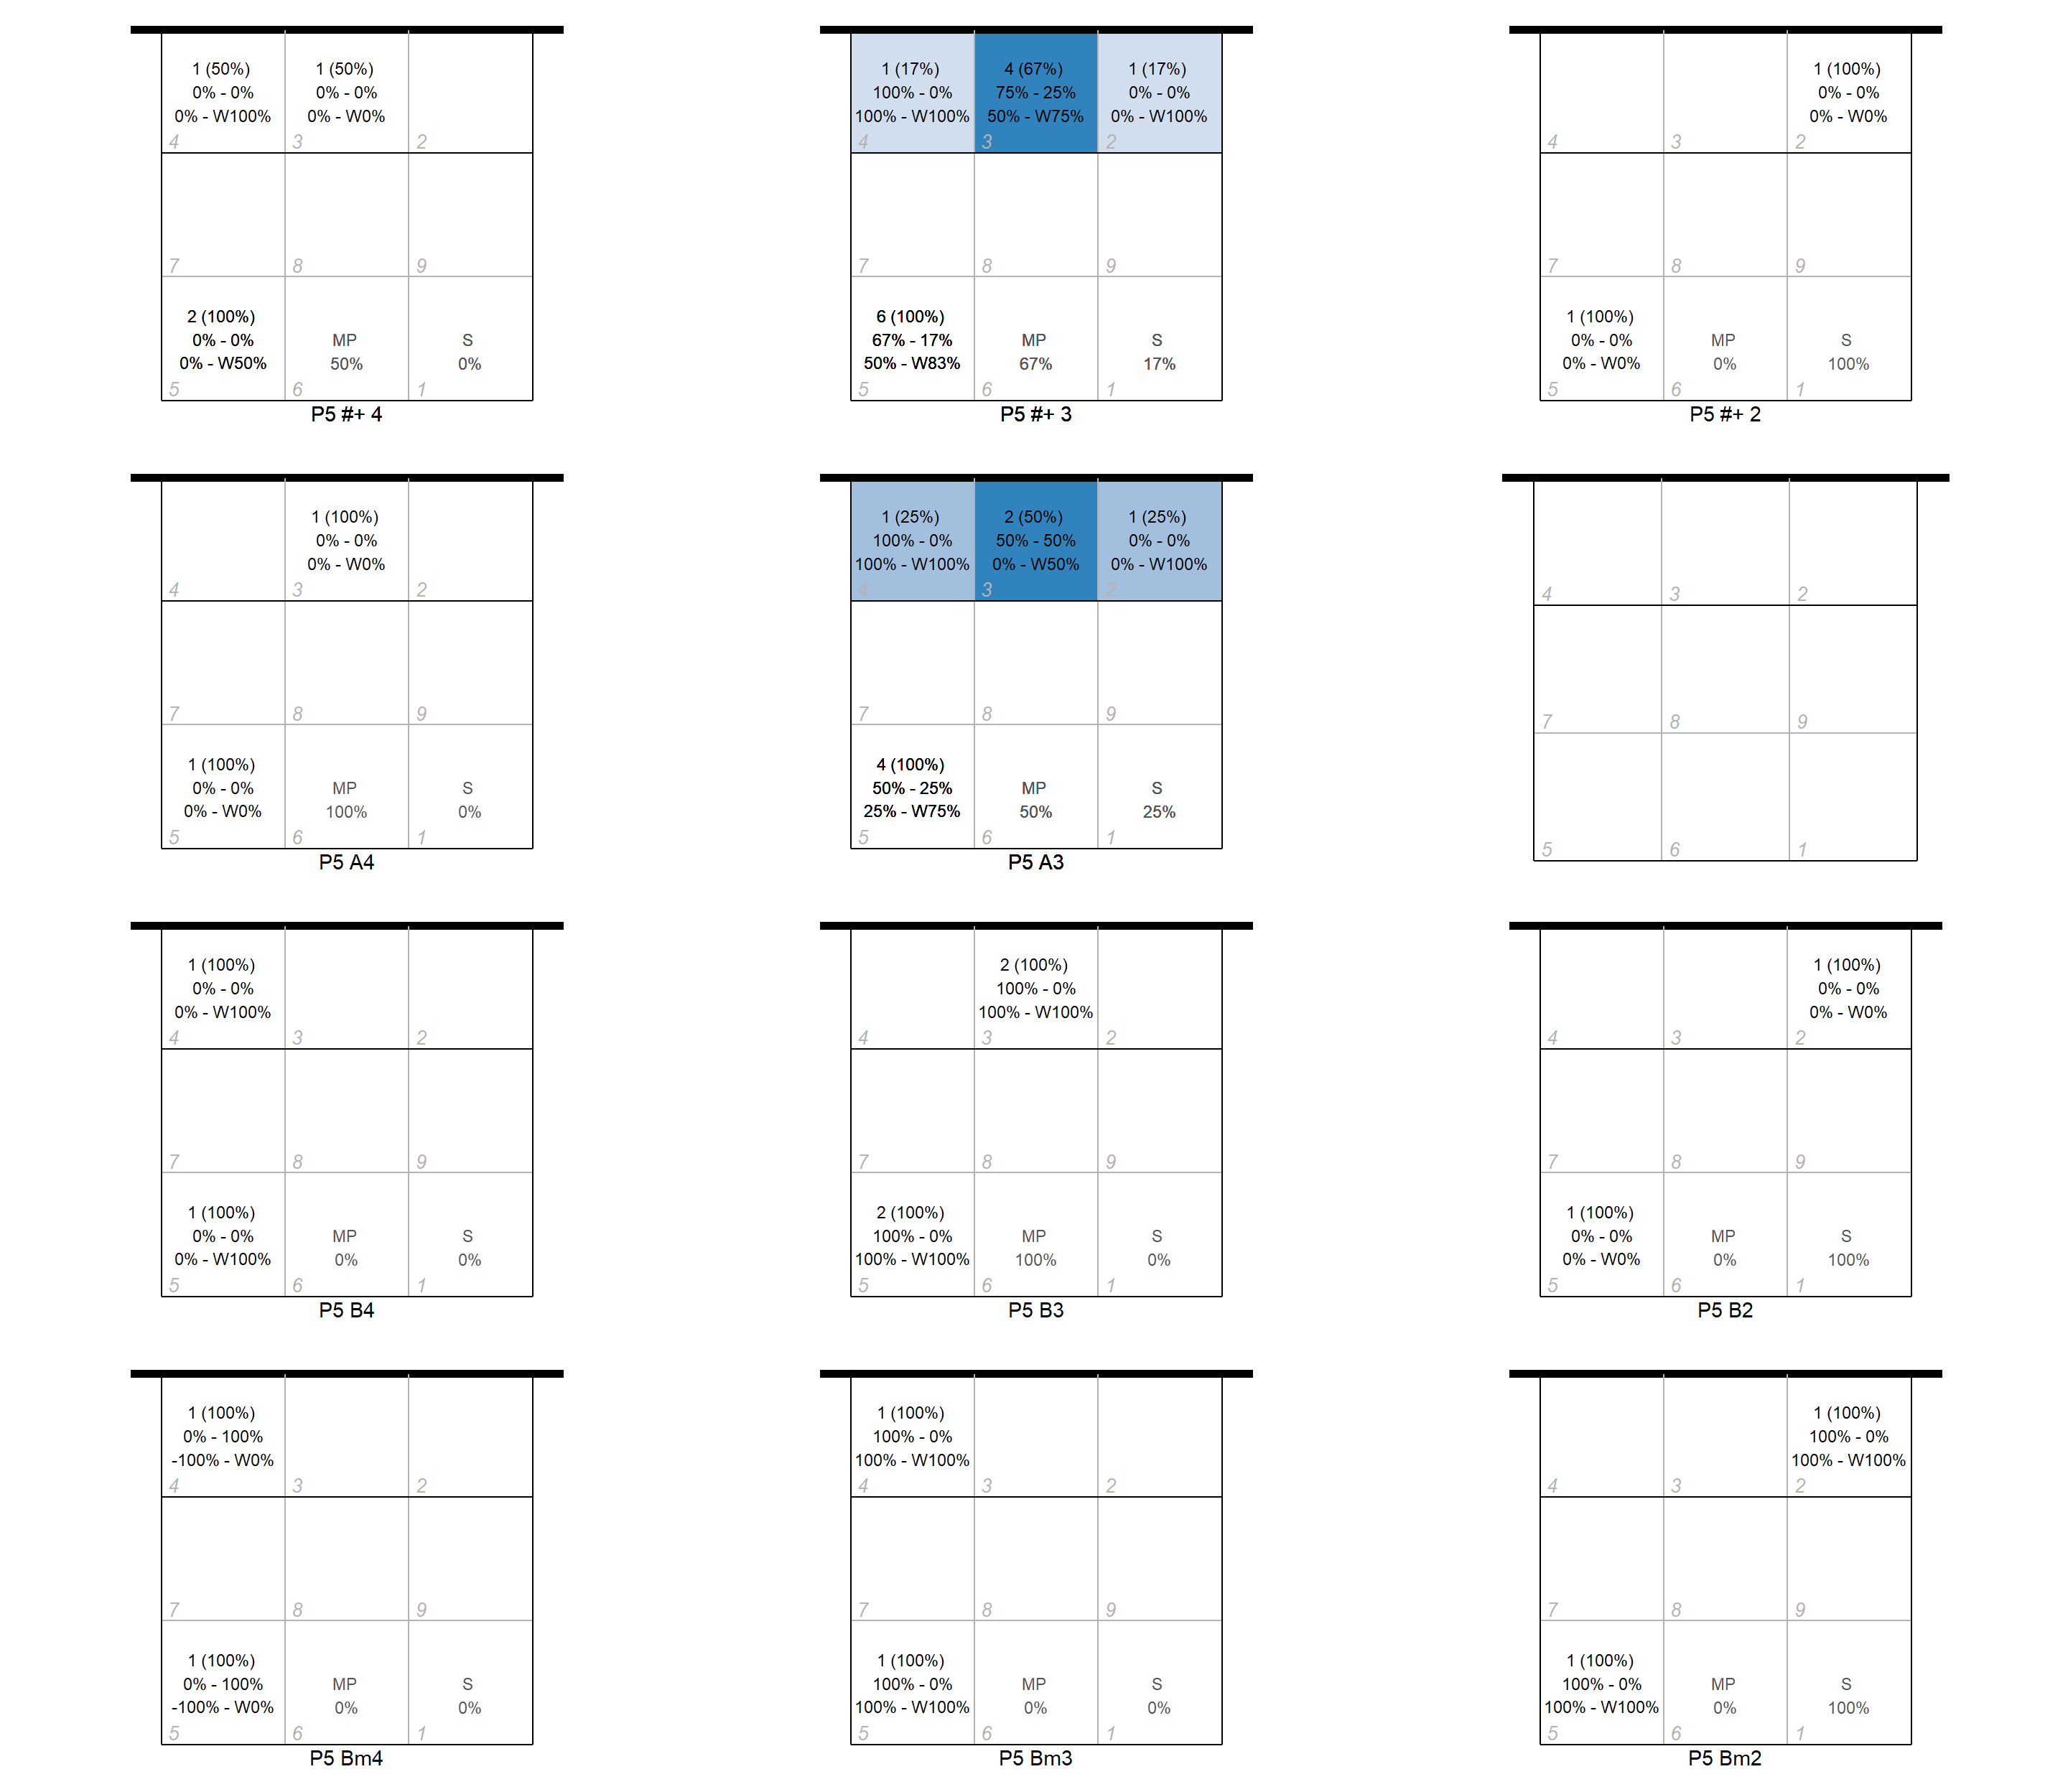 1 (50%) 1 (50%)
0% - 0% 0% - 0%
0% - W100% 0% - W0%
4 3 2
7 8 9
2 (100%)
0% - 0% MP S
0% - W50% 50% 0%
5 6 1
P5 #+ 4
1 (17%) 4 (67%) 1 (17%)
100% - 0% 75% - 25% 0% - 0%
100% - W100% 50% - W75% 0% - W100%
4 3 2
7 8 9
6 (100%)
67% - 17% MP S
50% - W83% 67% 17%
5 6 1
P5 #+ 3
1 (100%)
0% - 0%
0% - W0%
4 3 2
7 8 9
1 (100%)
0% - 0% MP S
0% - W0% 0% 100%
5 6 1
P5 #+ 2
1 (100%)
0% - 0%
0% - W0%
4 3 2
7 8 9
1 (100%)
0% - 0% MP S
0% - W0% 100% 0%
5 6 1
P5 A4
1 (25%) 2 (50%) 1 (25%)
100% - 0% 50% - 50% 0% - 0%
100% - W100% 0% - W50% 0% - W100%
4 3 2
7 8 9
4 (100%)
50% - 25% MP S
25% - W75% 50% 25%
5 6 1
P5 A3
4 3 2
7 8 9
5 6 1
1 (100%)
0% - 0%
0% - W100%
4 3 2
7 8 9
1 (100%)
0% - 0% MP S
0% - W100% 0% 0%
5 6 1
P5 B4
2 (100%)
100% - 0%
100% - W100%
4 3 2
7 8 9
2 (100%)
100% - 0% MP S
100% - W100% 100% 0%
5 6 1
P5 B3
1 (100%)
0% - 0%
0% - W0%
4 3 2
7 8 9
1 (100%)
0% - 0% MP S
0% - W0% 0% 100%
5 6 1
P5 B2
1 (100%)
0% - 100%
-100% - W0%
4 3 2
7 8 9
1 (100%)
0% - 100% MP S
-100% - W0% 0% 0%
5 6 1
P5 Bm4
1 (100%)
100% - 0%
100% - W100%
4 3 2
7 8 9
1 (100%)
100% - 0% MP S
100% - W100% 0% 0%
5 6 1
P5 Bm3
1 (100%)
100% - 0%
100% - W100%
4 3 2
7 8 9
1 (100%)
100% - 0% MP S
100% - W100% 0% 100%
5 6 1
P5 Bm2